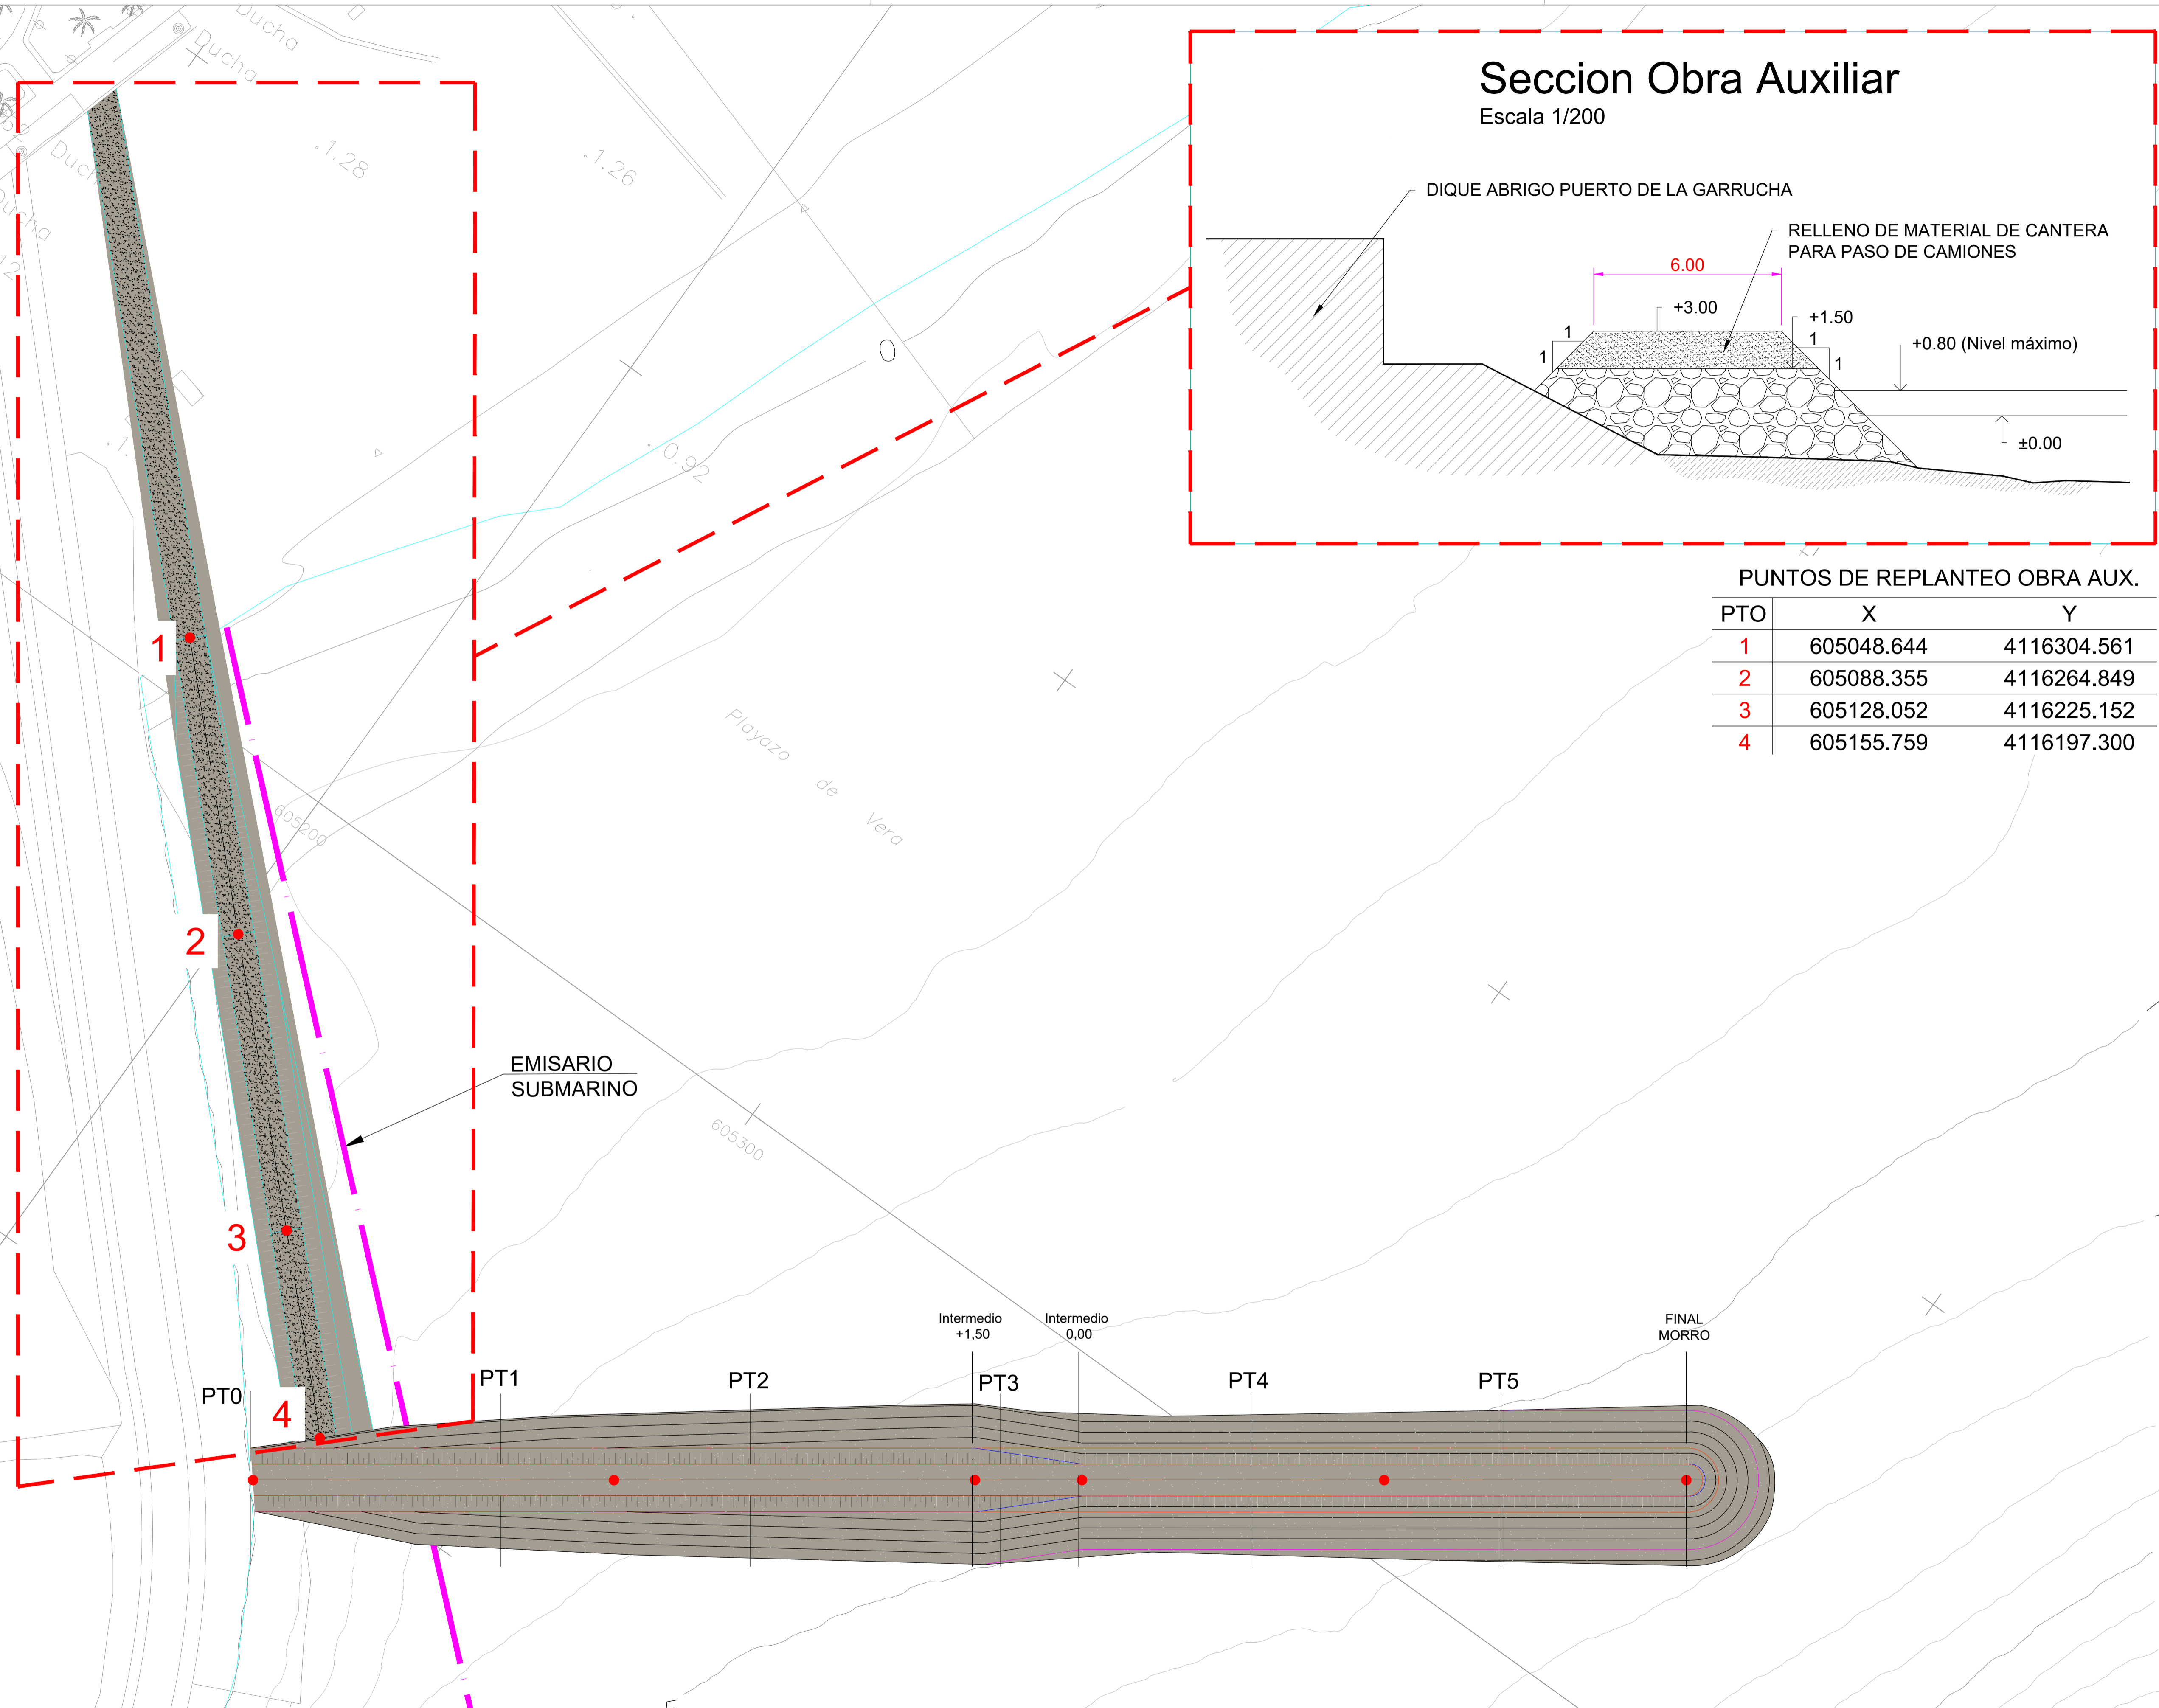 Ducha
Ducha
Ducha
Ducha
.1.28
.1.26
0
. 0.92
Seccion Obra Auxiliar
Escala 1/200
DIQUE ABRIGO PUERTO DE LA GARRUCHA
RELLENO DE MATERIAL DE CANTERA
PARA PASO DE CAMIONES
6.00
+3.00
+1.50
1
1
1
1
+0.80 (Nivel máximo)
±0.00
PUNTOS DE REPLANTEO OBRA AUX.
PTO X Y
1 605048.644 4116304.561
2 605088.355 4116264.849
3 605128.052 4116225.152
4 605155.759 4116197.300
1
2
3
4
Playazo de Vera
605200
605300
EMISARIO
SUBMARINO
PT0
PT1
PT2
Intermedio
+1,50
PT3
Intermedio
0,00
PT4
PT5
FINAL
MORRO